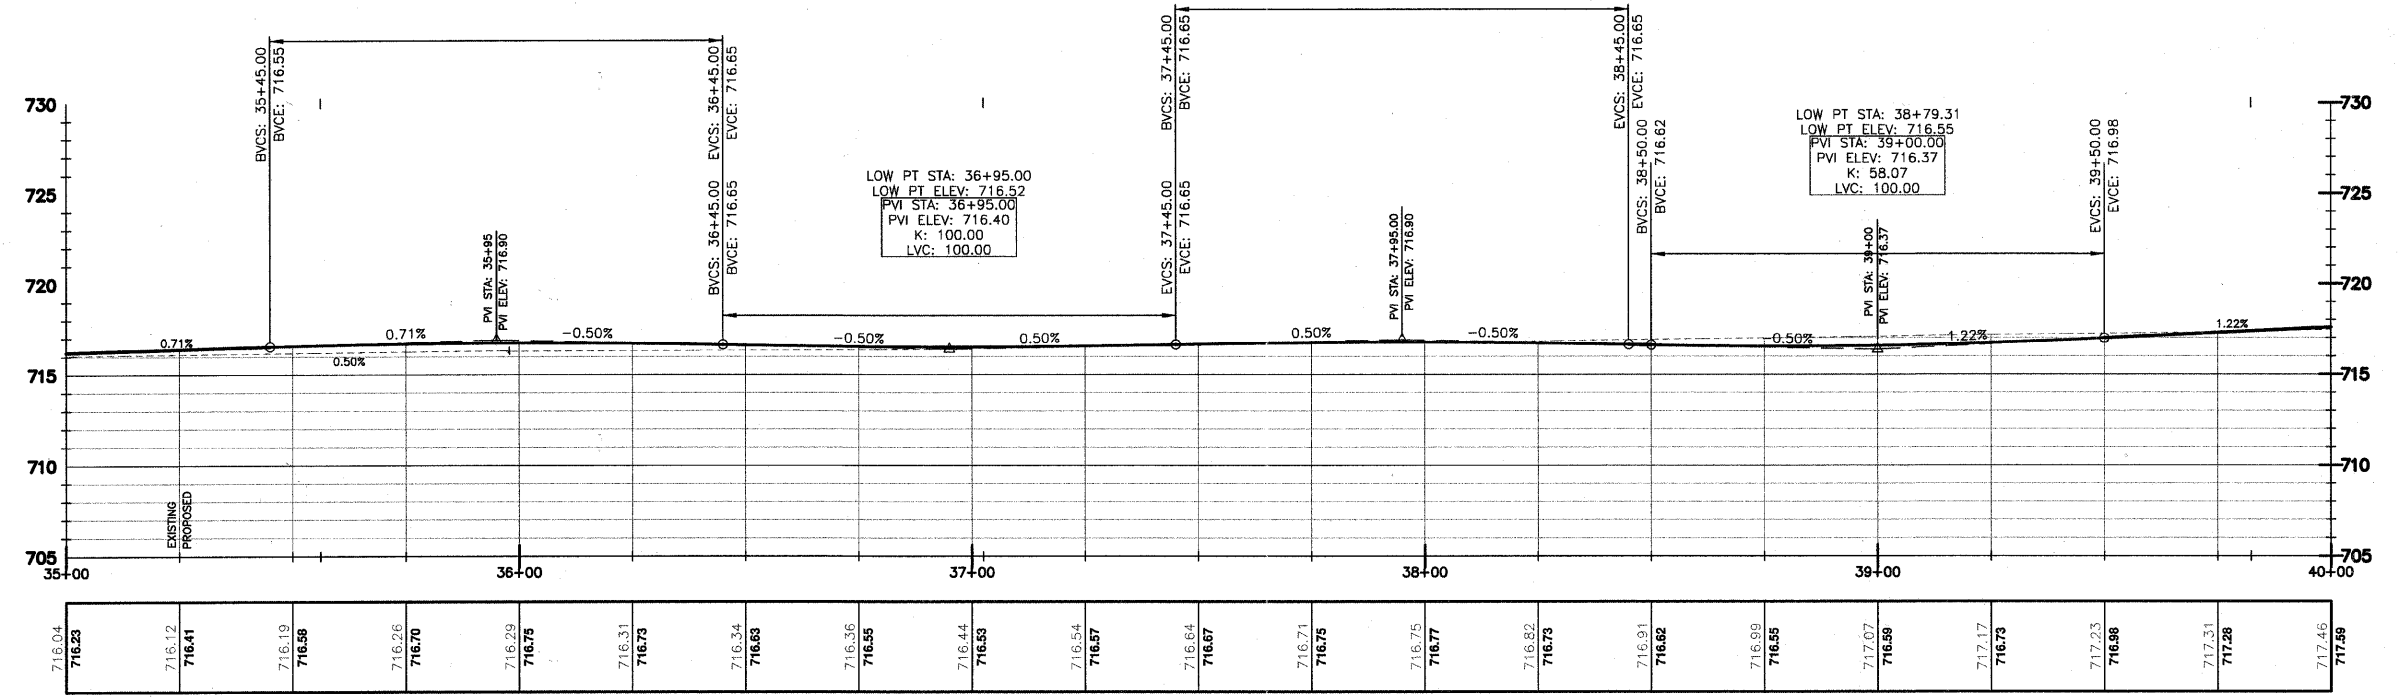 BVCS: 35+45.00
BVCE: 716.55
EVCS: 36+45.00
EVCE: 716.65
BVCS: 36+45.00
BVCE: 716.65
BVCS: 37+45.00
BVCE: 716.65
EVCS: 37+45.00
EVCE: 716.65
EVCS: 38+45.00
EVCE: 716.65
BVCS: 38+50.00
BVCE: 716.62
EVCS: 39+50.00
EVCE: 716.98
LOW PT STA: 36+95.00
LOW PT ELEV: 716.52
PVI STA: 36+95.00
PVI ELEV: 716.40
K: 100.00
LVC: 100.00
LOW PT STA: 38+79.31
LOW PT ELEV: 716.55
PVI STA: 39+00.00
PVI ELEV: 716.37
K: 58.07
LVC: 100.00
PVI STA: 35+95
PVI ELEV: 716.90
PVI STA: 37+95.00
PVI ELEV: 716.90
PVI STA: 39+00
PVI ELEV: 716.37
730
725
720
715
710
705
730
725
720
715
710
705
0.71%
0.71%
-0.50%
-0.50%
0.50%
0.50%
-0.50%
-0.50%
1.22%
1.22%
0.50%
EXISTING
PROPOSED
35+00
36+00
37+00
38+00
39+00
40+00
716.04
716.23
716.12
716.41
716.19
716.58
716.26
716.70
716.29
716.75
716.31
716.73
716.34
716.63
716.36
716.55
716.44
716.53
716.54
716.57
716.64
716.67
716.71
716.75
716.75
716.77
716.82
716.73
716.91
716.62
716.99
716.55
717.07
716.59
717.17
716.73
717.23
716.98
717.31
717.28
717.46
717.59